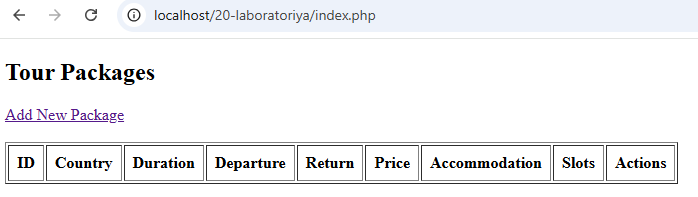 localhost/20-laboratoriya/index.php
Tour Packages
Add New Package
ID Country Duration Departure Return Price Accommodation Slots Actions